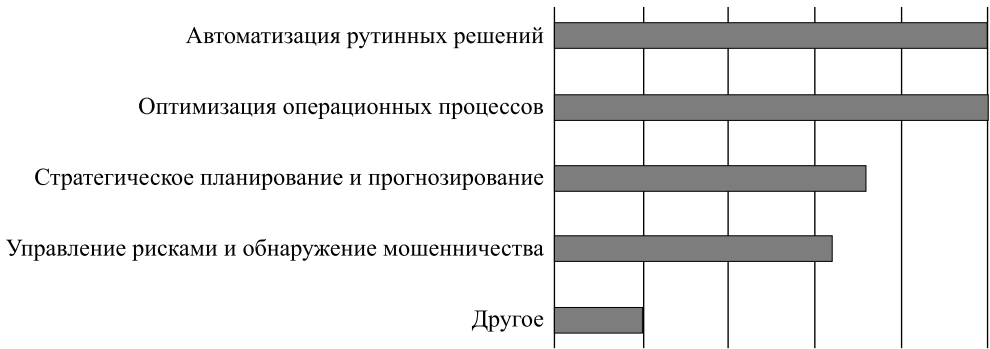 Автоматизация рутинных решений
Оптимизация операционных процессов
Стратегическое планирование и прогнозирование
Управление рисками и обнаружение мошенничества
Другое